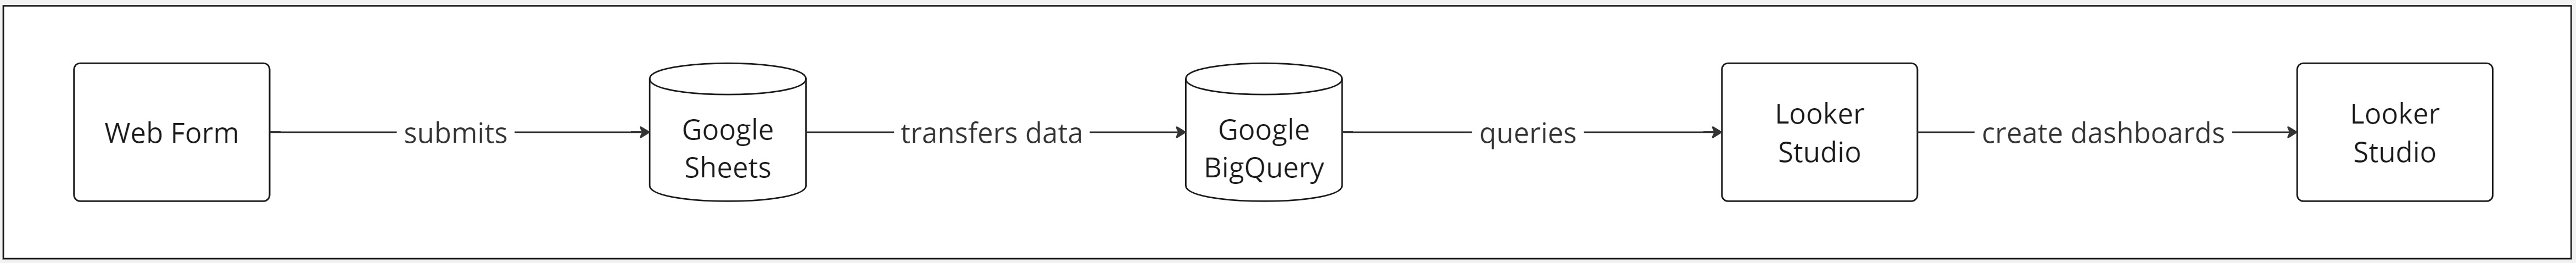 Web Form
submits
Google
Sheets
transfers data
Google
BigQuery
queries
Looker
Studio
create dashboards
Looker
Studio